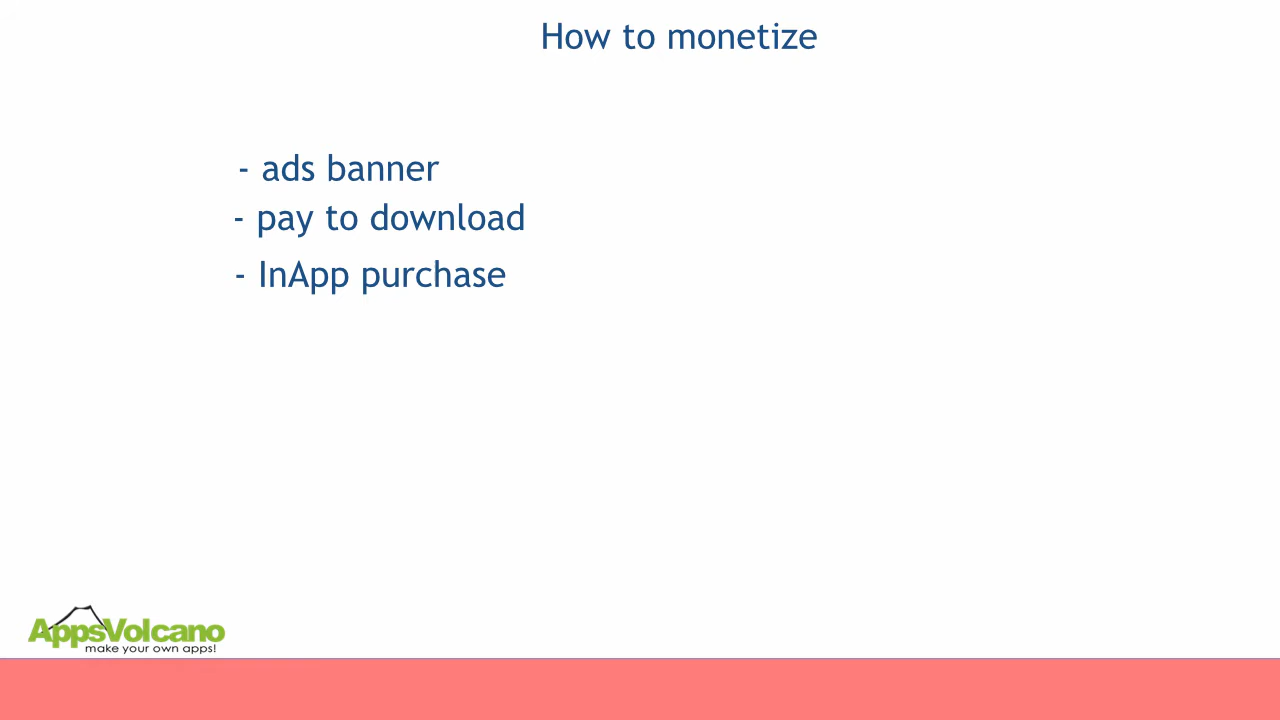 How to monetize
- ads banner
- pay to download
- InApp purchase
AppsVolcano
make your own apps!